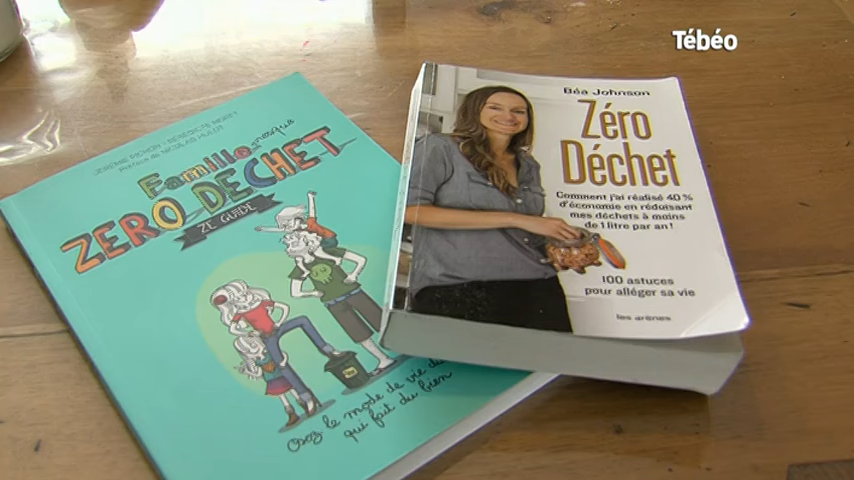 Tébéo
JÉRÉMIE PICHON - BÉNÉDICTE MORET
Préface de NICOLAS HULOT
Famille presque
ZERO DECHET
ZE GUIDE
Osez le mode de vie
qui fait du bien
Béa Johnson
Zéro
Déchet
Comment j'ai réalisé 40 %
d'économie en réduisant
mes déchets à moins
de 1 litre par an !
100 astuces
pour alléger sa vie
les arènes